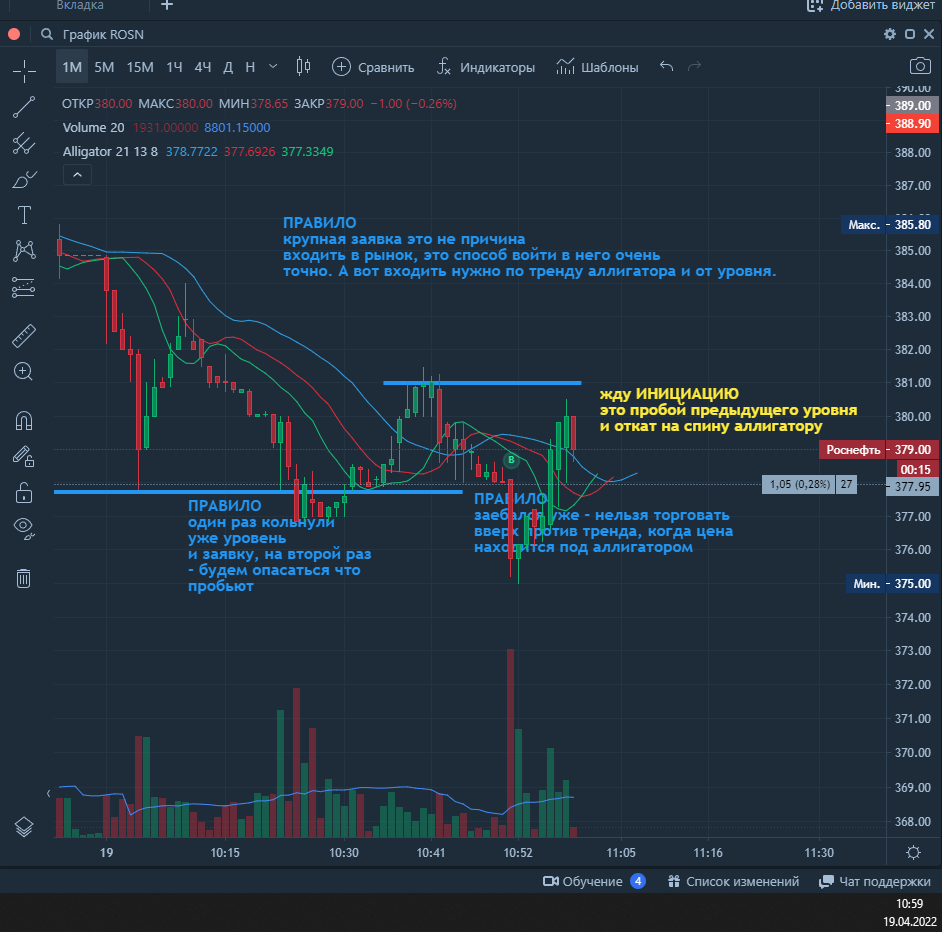 Вкладка
Добавить виджет
График ROSN
1М 5М 15М 1Ч 4Ч Д Н Сравнить Индикаторы Шаблоны
ОТКР380.00 МАКС380.00 МИН378.65 ЗАКР379.00 −1.00 (−0.26%)
Volume 20 1931.00000 8801.15000
Alligator 21 13 8 378.7722 377.6926 377.3349
390.00
389.00
388.90
388.00
387.00
Макс. 385.80
385.00
384.00
383.00
382.00
381.00
380.00
Роснефть 379.00
00:15
1,05 (0,28%) 27 377.95
377.00
376.00
Мин. 375.00
374.00
373.00
372.00
371.00
370.00
369.00
368.00
ПРАВИЛО
крупная заявка это не причина
входить в рынок, это способ войти в него очень
точно. А вот входить нужно по тренду аллигатора и от уровня.
жду ИНИЦИАЦИЮ
это пробой предыдущего уровня
и откат на спину аллигатору
B
ПРАВИЛО
один раз кольнули
уже уровень
и заявку, на второй раз
- будем опасаться что
пробьют
ПРАВИЛО
заебался уже - нельзя торговать
вверх против тренда, когда цена
находится под аллигатором
19 10:15 10:30 10:41 10:52 11:05 11:16 11:30
Обучение 4 Список изменений Чат поддержки
10:59
19.04.2022